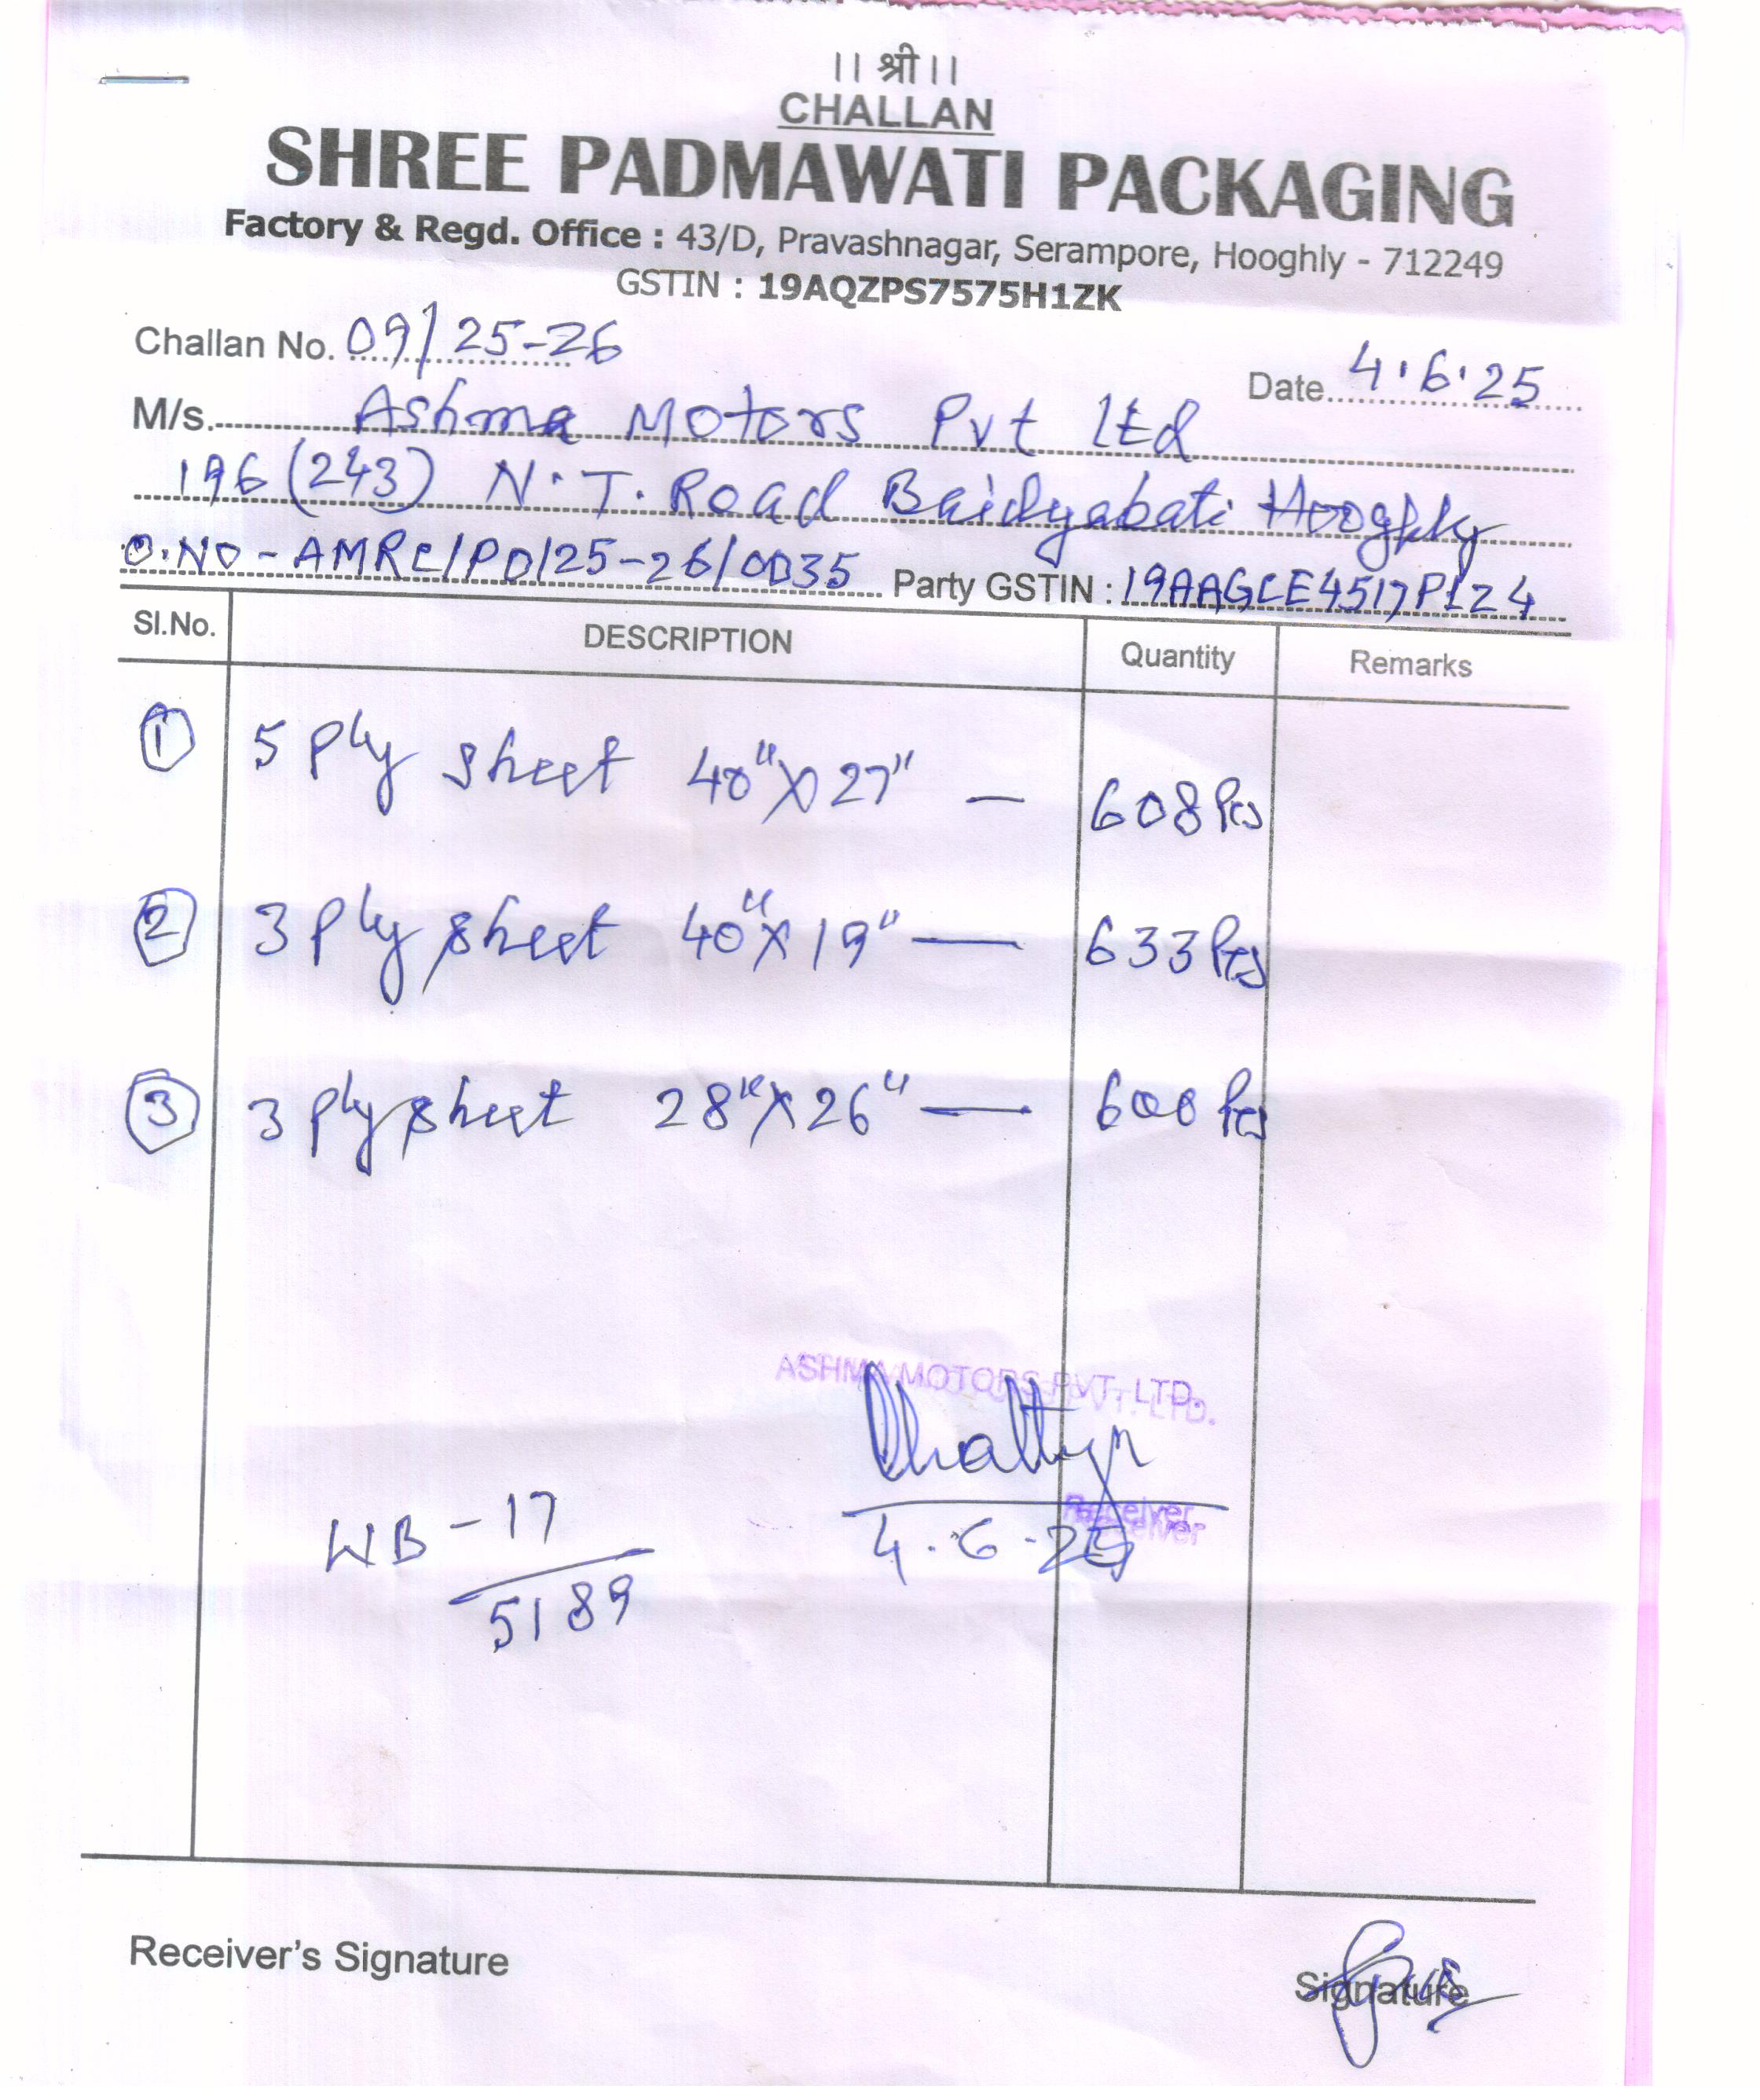 ।। श्री ।।
CHALLAN
SHREE PADMAWATI PACKAGING
Factory & Regd. Office : 43/D, Pravashnagar, Serampore, Hooghly - 712249
GSTIN : 19AQZPS7575H1ZK
Challan No. 09/25-26
Date 4.6.25
M/s. Ashma Motors Pvt Ltd
196 (243) N.T. Road Baidyabati Hooghly
O.NO - AMRC/PO/25-26/0035 Party GSTIN : 19AAGCE4517P1Z4
Sl.No. DESCRIPTION Quantity Remarks
1 5 Ply sheet 40"X27" — 608 Pcs
2 3 Ply sheet 40"X19" — 633 Pcs
3 3 Ply sheet 28"X26" — 600 Pcs
ASHMA MOTORS PVT. LTD.
Receiver
4.6.25
WB - 17
5189
Receiver's Signature
Signature